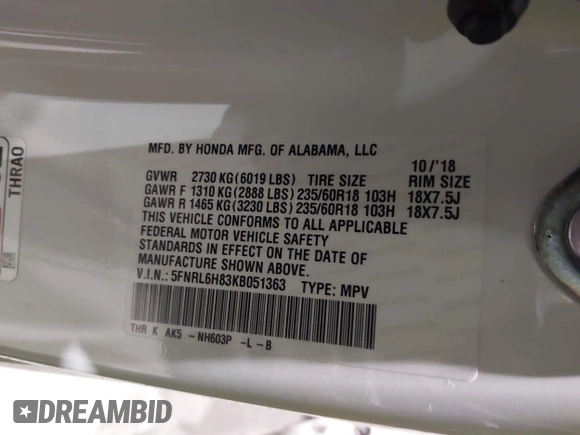 THRA0
MFD. BY HONDA MFG. OF ALABAMA, LLC
10/'18
GVWR 2730 KG(6019 LBS) TIRE SIZE RIM SIZE
GAWR F 1310 KG(2888 LBS)235/60R18 103H 18X7.5J
GAWR R 1465 KG(3230 LBS)235/60R18 103H 18X7.5J
THIS VEHICLE CONFORMS TO ALL APPLICABLE
FEDERAL MOTOR VEHICLE SAFETY
STANDARDS IN EFFECT ON THE DATE OF
MANUFACTURE SHOWN ABOVE.
V.I.N.: 5FNRL6H83KB051363 TYPE: MPV
THR K AK5 -NH603P -L -B
DREAMBID